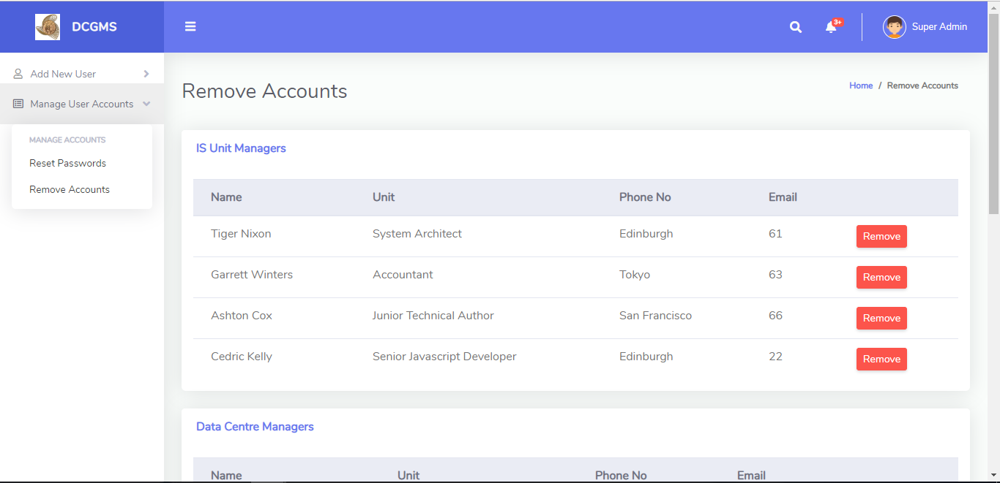 DCGMS
3+
Super Admin
Add New User
Manage User Accounts
MANAGE ACCOUNTS
Reset Passwords
Remove Accounts
Remove Accounts
Home / Remove Accounts
IS Unit Managers
Name Unit Phone No Email
Tiger Nixon System Architect Edinburgh 61 Remove
Garrett Winters Accountant Tokyo 63 Remove
Ashton Cox Junior Technical Author San Francisco 66 Remove
Cedric Kelly Senior Javascript Developer Edinburgh 22 Remove
Data Centre Managers
Name Unit Phone No Email